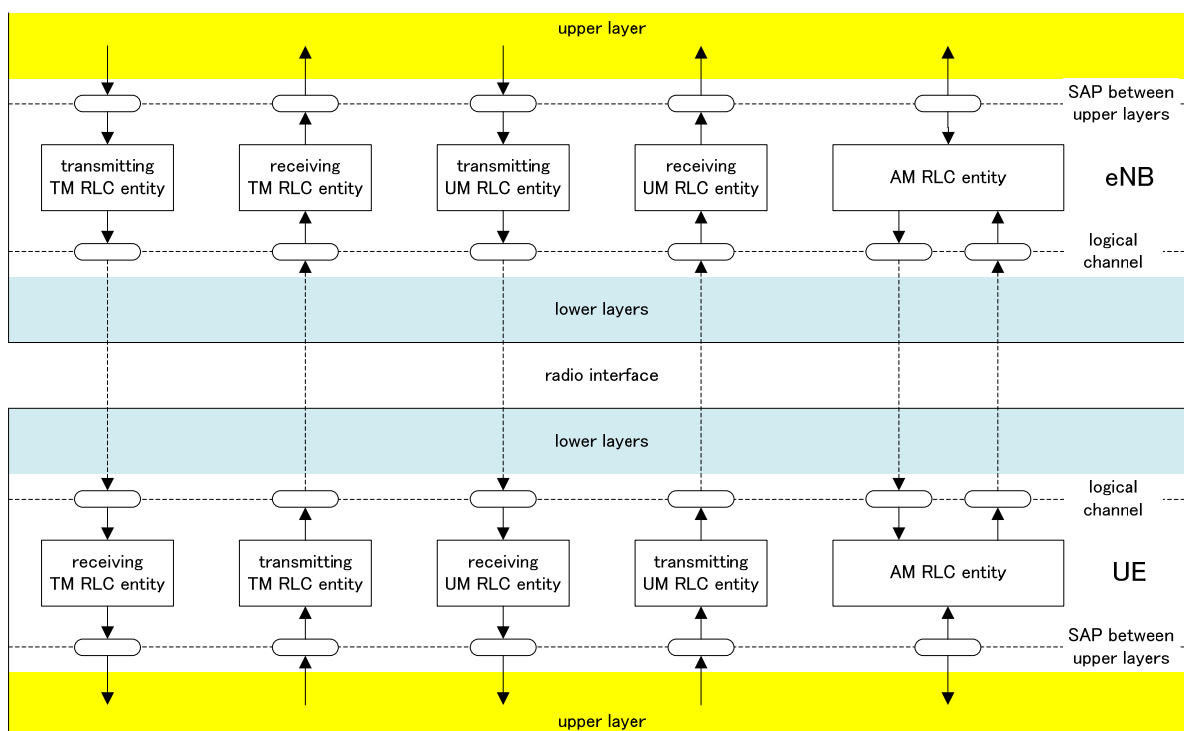 upper layer
SAP between
upper layers
transmitting
TM RLC entity
receiving
TM RLC entity
transmitting
UM RLC entity
receiving
UM RLC entity
AM RLC entity
eNB
logical
channel
lower layers
radio interface
lower layers
logical
channel
receiving
TM RLC entity
transmitting
TM RLC entity
receiving
UM RLC entity
transmitting
UM RLC entity
AM RLC entity
UE
SAP between
upper layers
upper layer